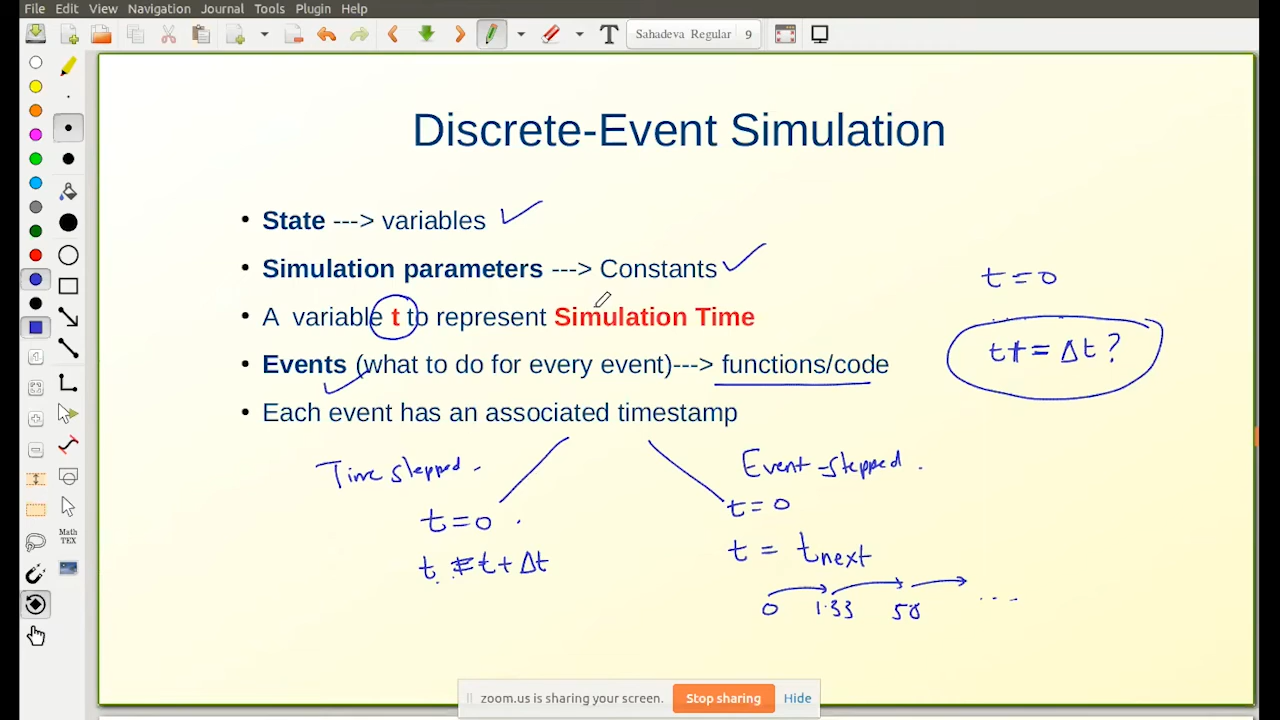 File Edit View Navigation Journal Tools Plugin Help
Sahadeva Regular 9
Discrete-Event Simulation
• State ---> variables
• Simulation parameters ---> Constants
t=0
• A variable t to represent Simulation Time
t+=Δt?
• Events (what to do for every event)---> functions/code
• Each event has an associated timestamp
Time stepped.
Event-stepped.
t=0.
t=0
t=t+Δt
t = tnext
0 1.33 58 ...
Math
TEX
zoom.us is sharing your screen. Stop sharing Hide